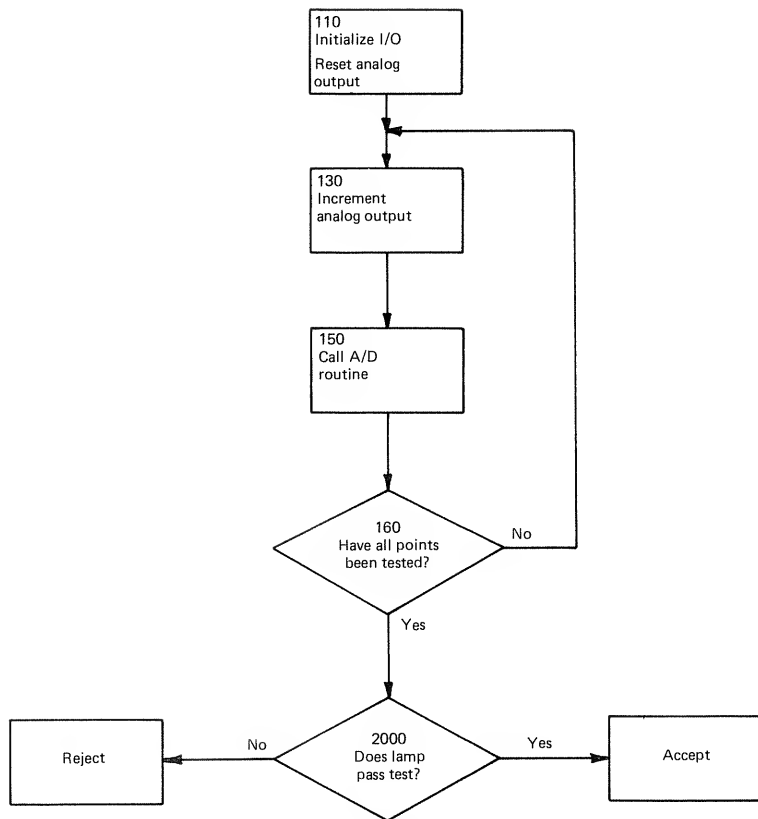 110
Initialize I/O
Reset analog
output
130
Increment
analog output
150
Call A/D
routine
160
Have all points
been tested?
No
Yes
2000
Does lamp
pass test?
No
Yes
Reject
Accept